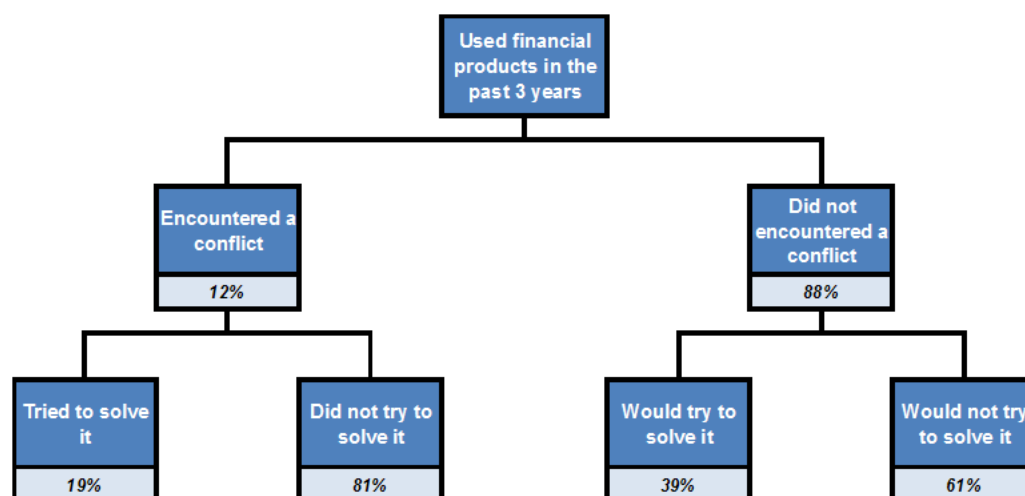 Used financial
products in the
past 3 years
Encountered a
conflict
12%
Did not
encountered a
conflict
88%
Tried to solve
it
19%
Did not try to
solve it
81%
Would try to
solve it
39%
Would not try
to solve it
61%